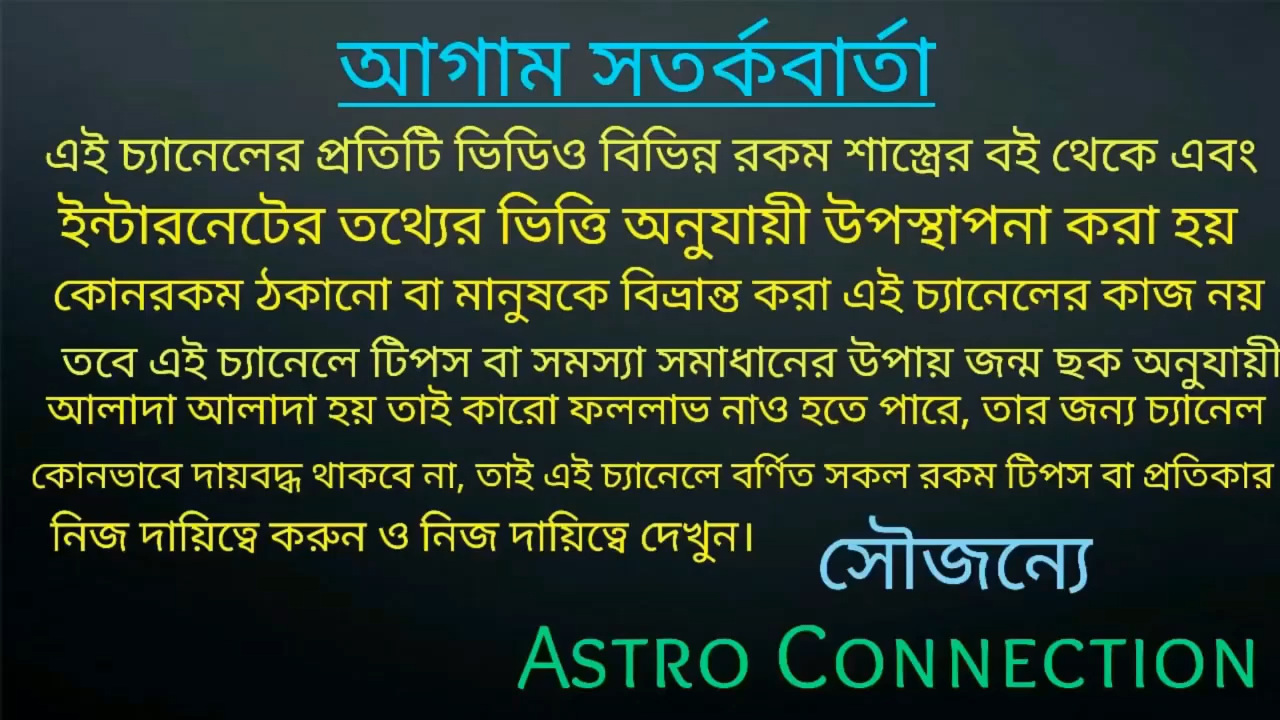 আগাম সতর্কবার্তা
এই চ্যানেলের প্রতিটি ভিডিও বিভিন্ন রকম শাস্ত্রের বই থেকে এবং
ইন্টারনেটের তথ্যের ভিত্তি অনুযায়ী উপস্থাপনা করা হয়
কোনরকম ঠকানো বা মানুষকে বিভ্রান্ত করা এই চ্যানেলের কাজ নয়
তবে এই চ্যানেলে টিপস বা সমস্যা সমাধানের উপায় জন্ম ছক অনুযায়ী
আলাদা আলাদা হয় তাই কারো ফললাভ নাও হতে পারে, তার জন্য চ্যানেল
কোনভাবে দায়বদ্ধ থাকবে না, তাই এই চ্যানেলে বর্ণিত সকল রকম টিপস বা প্রতিকার
নিজ দায়িত্বে করুন ও নিজ দায়িত্বে দেখুন।
সৌজন্যে
ASTRO CONNECTION